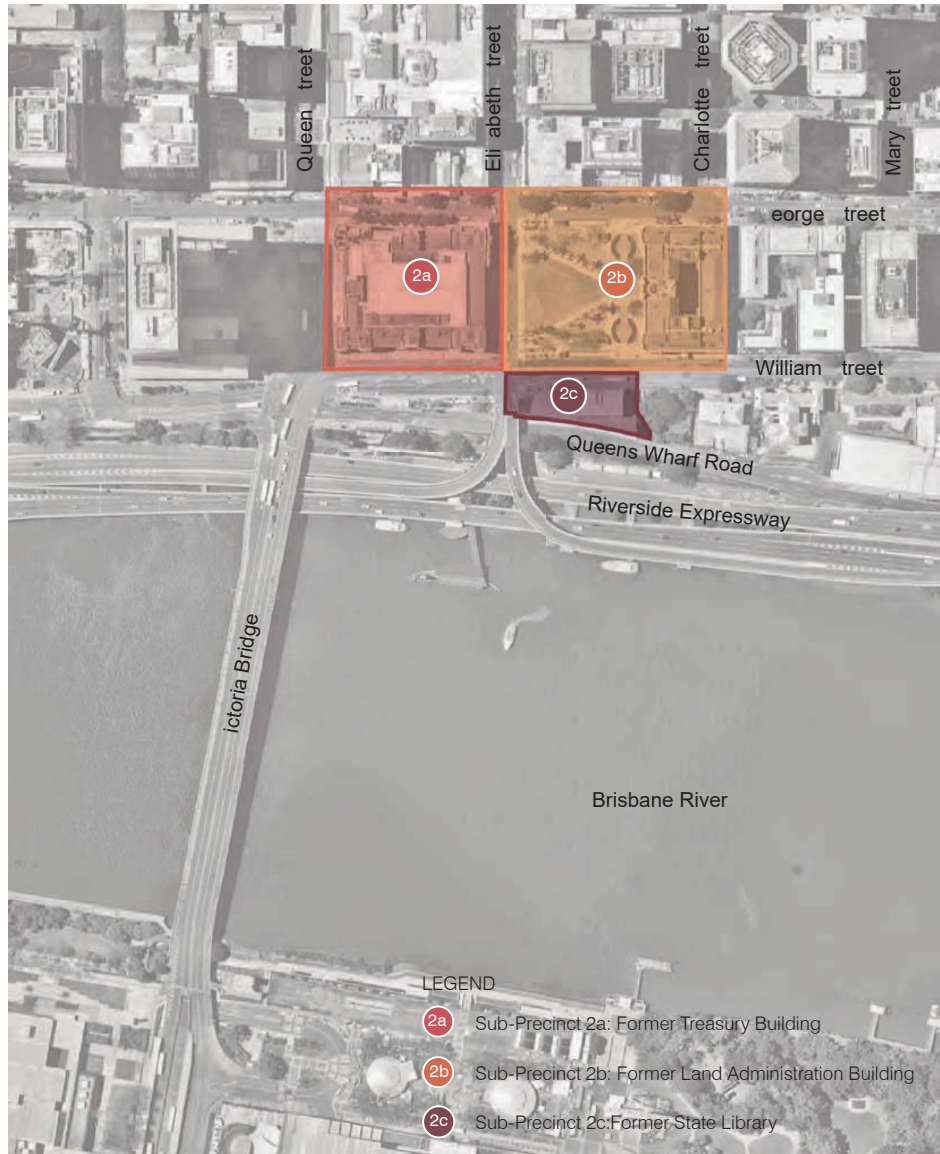 Queen treet
Eli abeth treet
Charlotte treet
Mary treet
eorge treet
2a
2b
William treet
2c
Queens Wharf Road
Riverside Expressway
ictoria Bridge
Brisbane River
LEGEND
2a Sub-Precinct 2a: Former Treasury Building
2b Sub-Precinct 2b: Former Land Administration Building
2c Sub-Precinct 2c:Former State Library